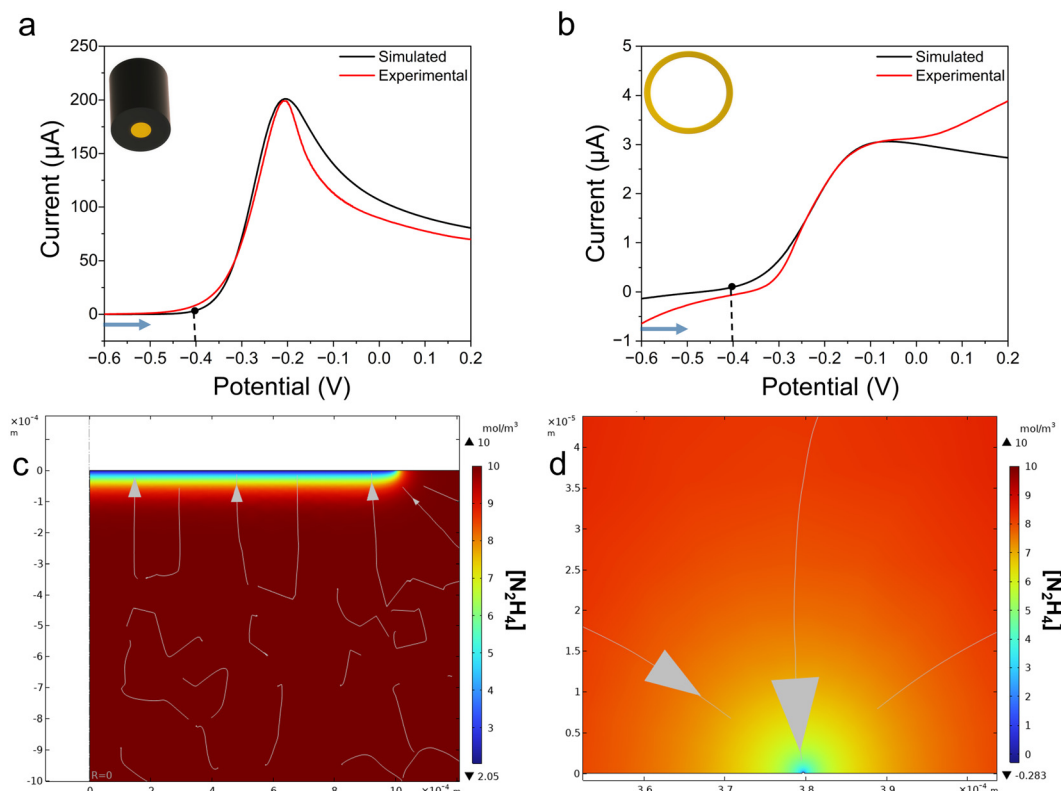 a
b
250
200
150
100
50
0
Current (µA)
Simulated
Experimental
−0.6 −0.5 −0.4 −0.3 −0.2 −0.1 0.0 0.1 0.2
Potential (V)
5
4
3
2
1
0
−1
Current (µA)
Simulated
Experimental
−0.6 −0.5 −0.4 −0.3 −0.2 −0.1 0.0 0.1 0.2
Potential (V)
c
×10⁻⁴
m
0
-1
-2
-3
-4
-5
-6
-7
-8
-9
-10
R=0
0 2 4 6 8 10 ×10⁻⁴ m
mol/m³
▲ 10
10
9
8
7
6
5
4
3
▼ 2.05
[N₂H₄]
d
×10⁻⁵
m
4
3.5
3
2.5
2
1.5
1
0.5
0
3.6 3.7 3.8 3.9 ×10⁻⁴ m
mol/m³
▲ 10
10
9
8
7
6
5
4
3
2
1
0
▼ -0.283
[N₂H₄]